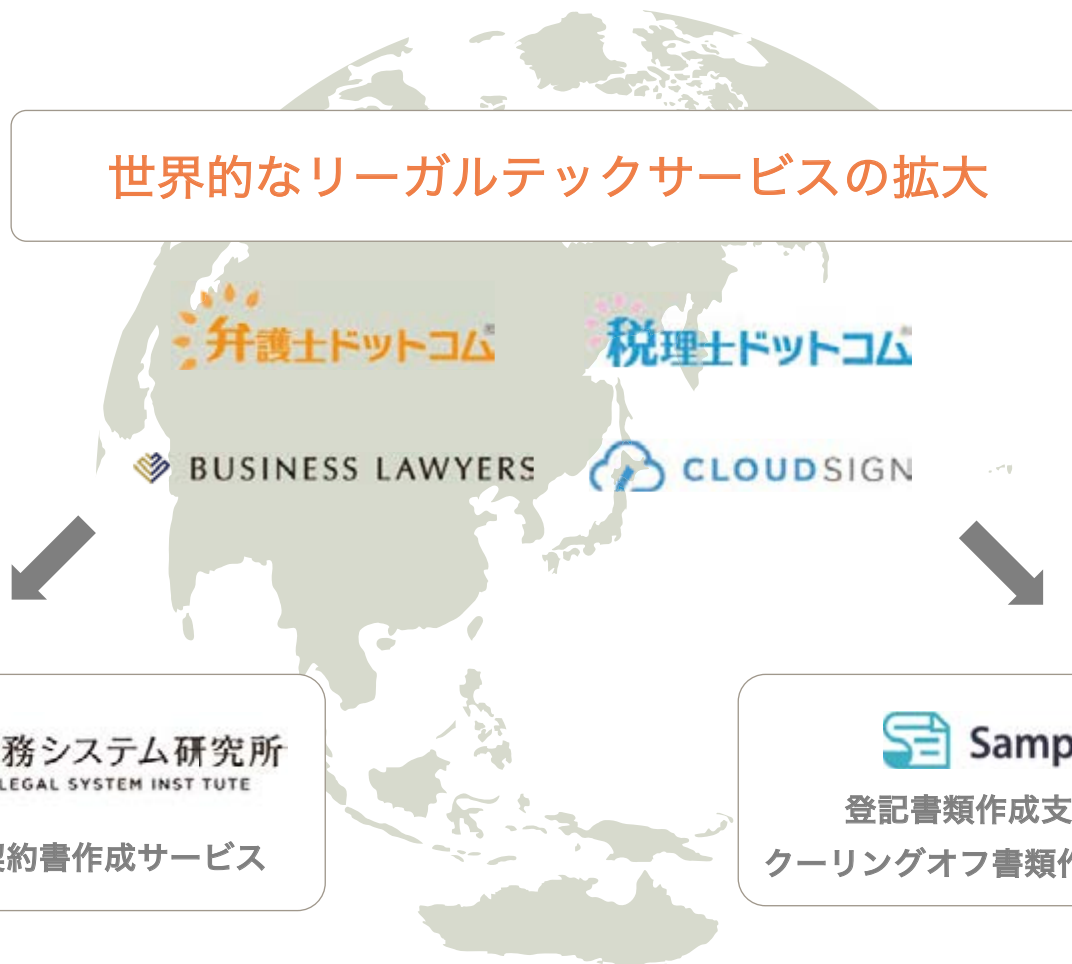 世界的なリーガルテックサービスの拡大
弁護士ドットコム®
税理士ドットコム®
BUSINESS LAWYERS
CLOUDSIGN
務システム研究所
LEGAL SYSTEM INST TUTE
約書作成サービス
Samp
登記書類作成支
クーリングオフ書類作